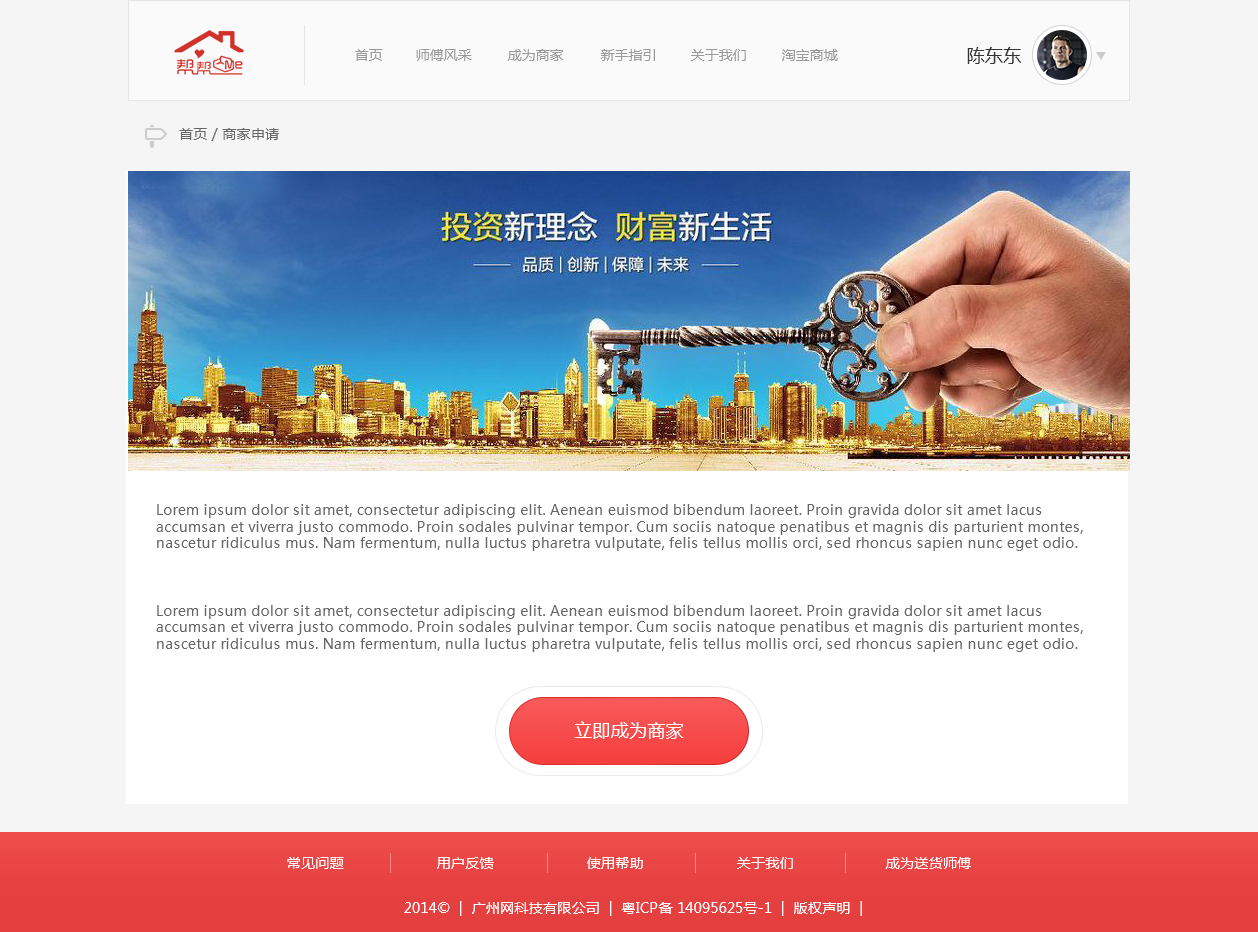 帮帮Me
首页 师傅风采 成为商家 新手指引 关于我们 淘宝商城 陈东东
首页 / 商家申请
投资新理念 财富新生活
品质 | 创新 | 保障 | 未来
Lorem ipsum dolor sit amet, consectetur adipiscing elit. Aenean euismod bibendum laoreet. Proin gravida dolor sit amet lacus
accumsan et viverra justo commodo. Proin sodales pulvinar tempor. Cum sociis natoque penatibus et magnis dis parturient montes,
nascetur ridiculus mus. Nam fermentum, nulla luctus pharetra vulputate, felis tellus mollis orci, sed rhoncus sapien nunc eget odio.
Lorem ipsum dolor sit amet, consectetur adipiscing elit. Aenean euismod bibendum laoreet. Proin gravida dolor sit amet lacus
accumsan et viverra justo commodo. Proin sodales pulvinar tempor. Cum sociis natoque penatibus et magnis dis parturient montes,
nascetur ridiculus mus. Nam fermentum, nulla luctus pharetra vulputate, felis tellus mollis orci, sed rhoncus sapien nunc eget odio.
立即成为商家
常见问题 用户反馈 使用帮助 关于我们 成为送货师傅
2014© | 广州网科技有限公司 | 粤ICP备 14095625号-1 | 版权声明 |